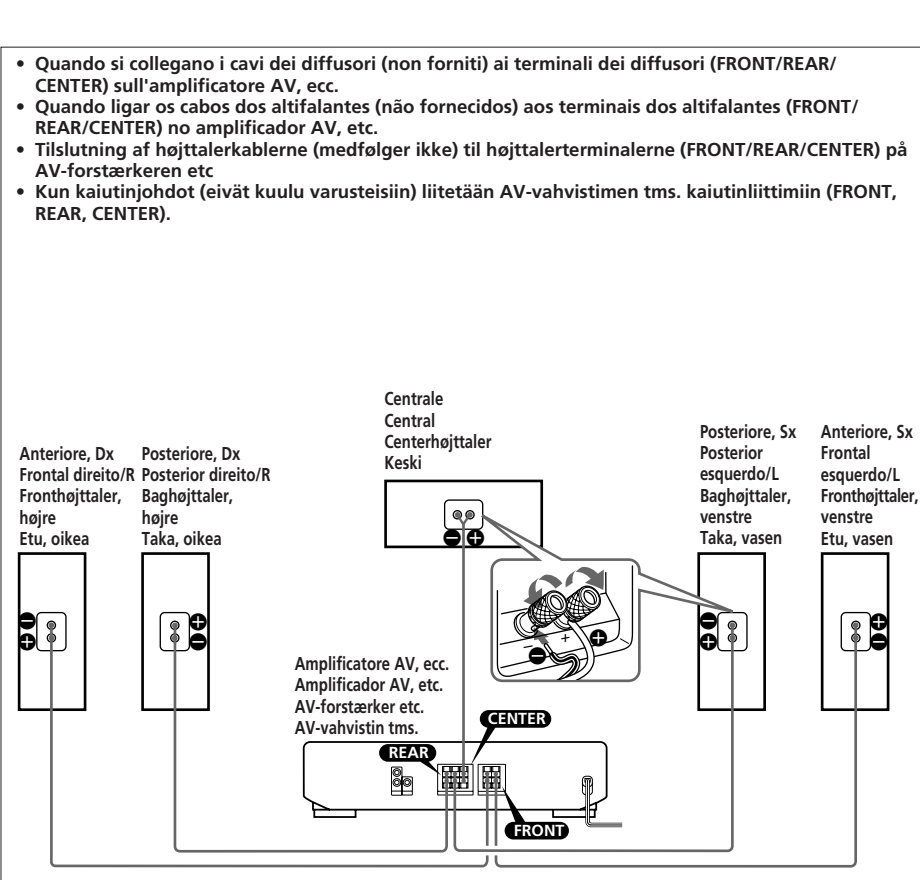 • Quando si collegano i cavi dei diffusori (non forniti) ai terminali dei diffusori (FRONT/REAR/
CENTER) sull'amplificatore AV, ecc.
• Quando ligar os cabos dos altifalantes (não fornecidos) aos terminais dos altifalantes (FRONT/
REAR/CENTER) no amplificador AV, etc.
• Tilslutning af højttalerkablerne (medfølger ikke) til højttalerterminalerne (FRONT/REAR/CENTER) på
AV-forstærkeren etc
• Kun kaiutinjohdot (eivät kuulu varusteisiin) liitetään AV-vahvistimen tms. kaiutinliittimiin (FRONT,
REAR, CENTER).
Anteriore, Dx
Frontal direito/R
Fronthøjttaler,
højre
Etu, oikea
Posteriore, Dx
Posterior direito/R
Baghøjttaler,
højre
Taka, oikea
Centrale
Central
Centerhøjttaler
Keski
Posteriore, Sx
Posterior
esquerdo/L
Baghøjttaler,
venstre
Taka, vasen
Anteriore, Sx
Frontal
esquerdo/L
Fronthøjttaler,
venstre
Etu, vasen
− +
−
+
+
−
− +
− +
−
+
+
−
Amplificatore AV, ecc.
Amplificador AV, etc.
AV-forstærker etc.
AV-vahvistin tms.
CENTER
REAR
FRONT